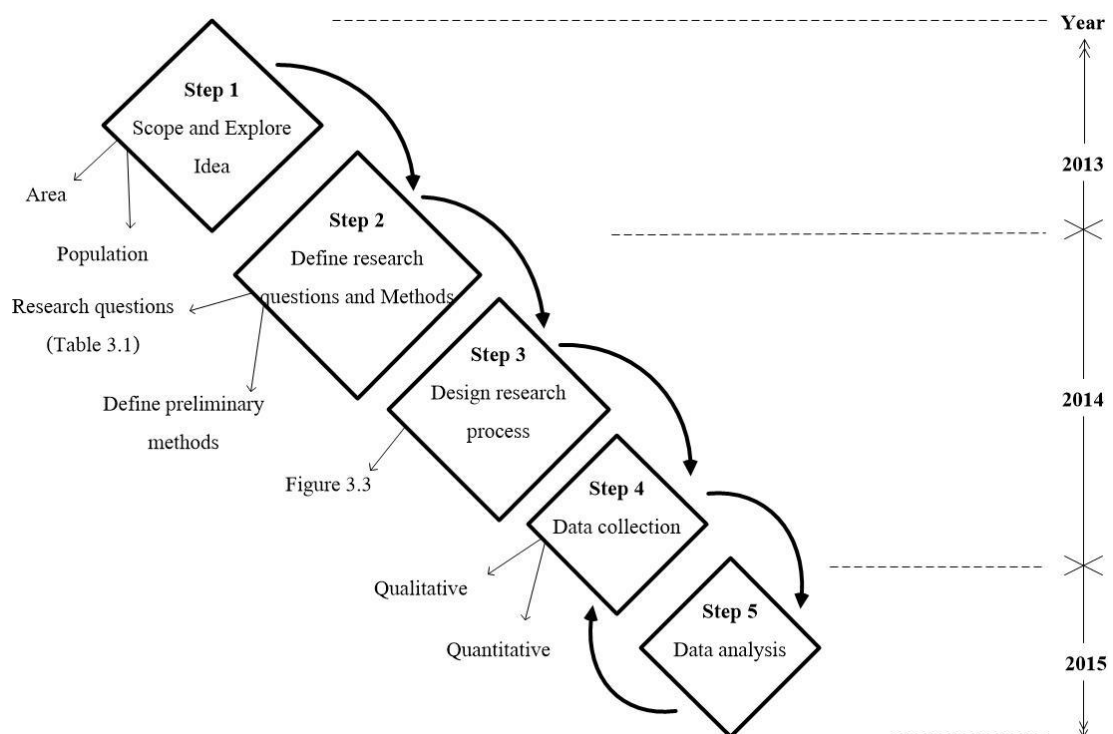 Year
Step 1
Scope and Explore
Idea
Area
Population
2013
Step 2
Define research
questions and Methods
Research questions
(Table 3.1)
Define preliminary
methods
Step 3
Design research
process
Figure 3.3
2014
Step 4
Data collection
Qualitative
Quantitative
Step 5
Data analysis
2015